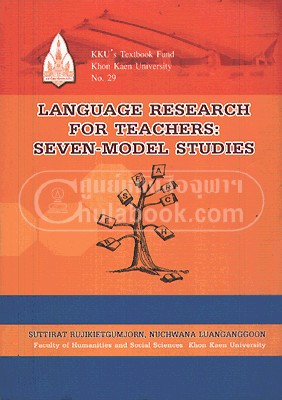 KKU's Textbook Fund
Khon Kaen University
No. 29
LANGUAGE RESEARCH
FOR TEACHERS:
SEVEN-MODEL STUDIES
ศูนย์หนังสือจุฬาฯ
chulabook.com
SUTTIRAT RUJIKIETGUMJORN, NUCHWANA LUANGANGGOON
Faculty of Humanities and Social Sciences Khon Kaen University